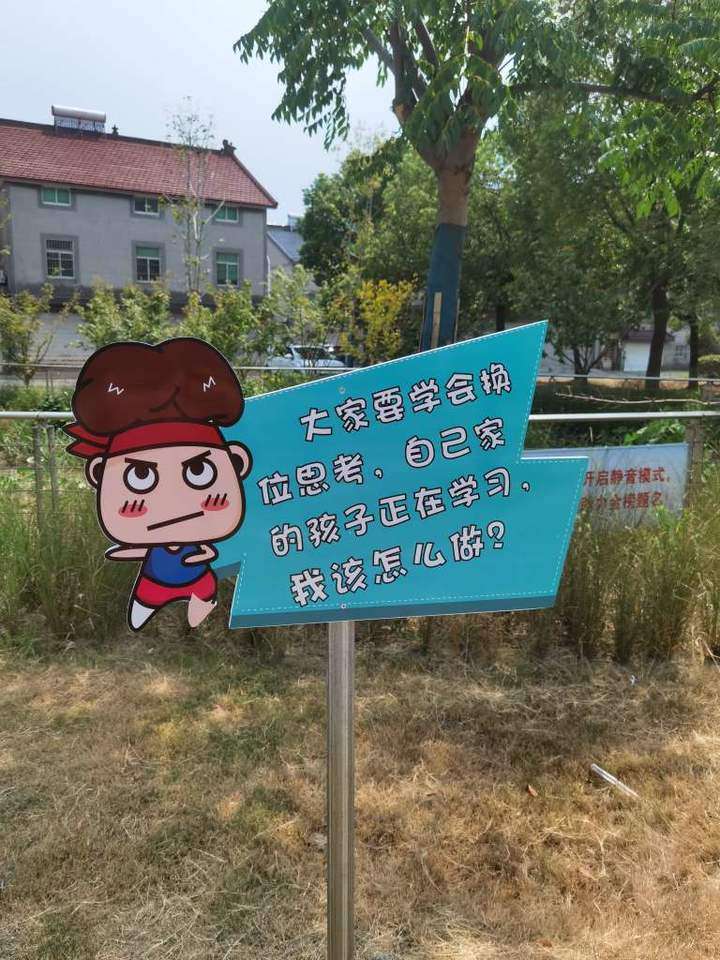 大家要学会换
位思考，自己家
的孩子正在学习，
我该怎么做？
开启静音模式，